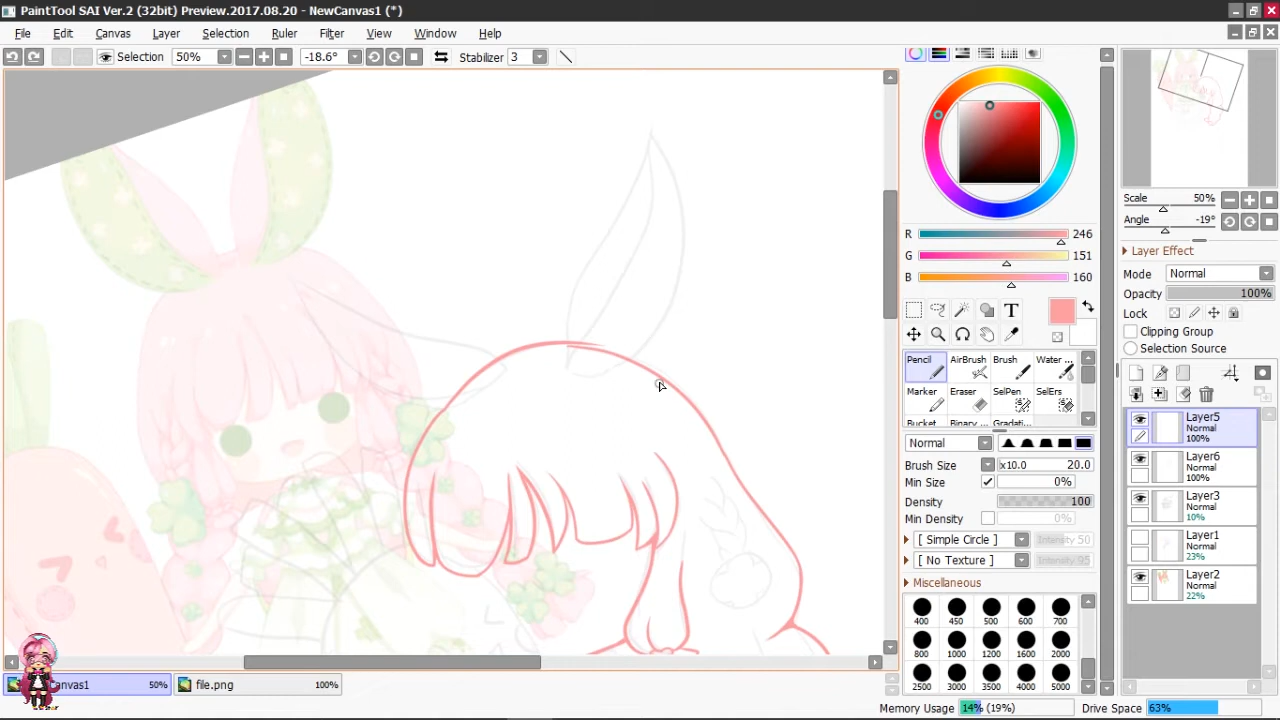 PaintTool SAI Ver.2 (32bit) Preview.2017.08.20 - NewCanvas1 (*)
File Edit Canvas Layer Selection Ruler Filter View Window Help
Selection 50% -18.6° Stabilizer 3
R 246
G 151
B 160
T
Pencil AirBrush Brush Water ...
Marker Eraser SelPen SelErs
Bucket Binary ... Gradati...
Normal
Brush Size x10.0 20.0
Min Size 0%
Density 100
Min Density 0%
[ Simple Circle ] Intensity 50
[ No Texture ] Intensity 95
Miscellaneous
400 450 500 600 700
800 1000 1200 1600 2000
2500 3000 3500 4000 5000
Scale 50%
Angle -19°
Layer Effect
Mode Normal
Opacity 100%
Lock
Clipping Group
Selection Source
Layer5
Normal
100%
Layer6
Normal
100%
Layer3
Normal
10%
Layer1
Normal
23%
Layer2
Normal
22%
anvas1 50% file.png 100%
Memory Usage 14% (19%) Drive Space 63%